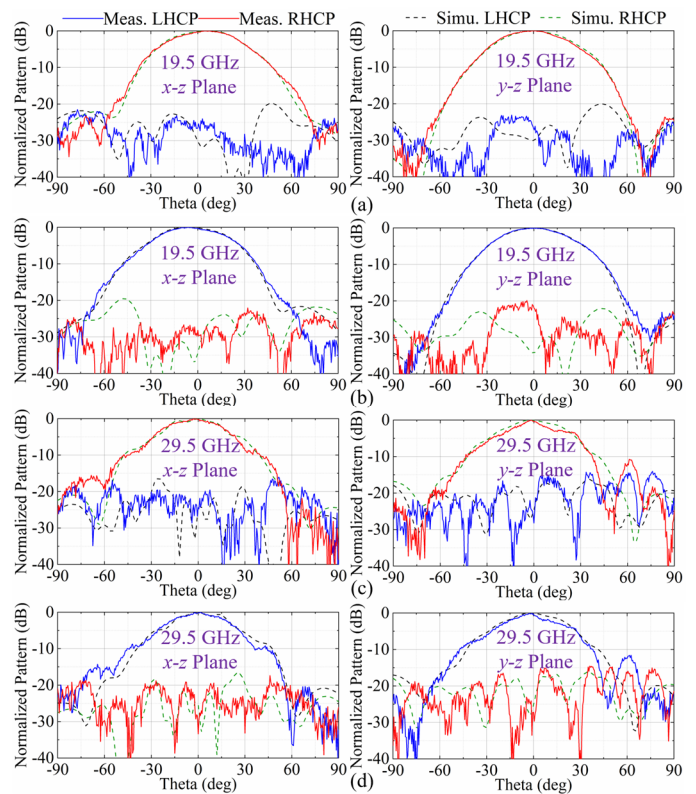 Meas. LHCP Meas. RHCP Simu. LHCP Simu. RHCP
Normalized Pattern (dB) 0 -10 -20 -30 -40
19.5 GHz
x-z Plane
-90 -60 -30 0 30 60 90
Theta (deg)
Normalized Pattern (dB) 0 -10 -20 -30 -40
19.5 GHz
y-z Plane
-90 -60 -30 0 30 60 90
Theta (deg)
(a)
Normalized Pattern (dB) 0 -10 -20 -30 -40
19.5 GHz
x-z Plane
-90 -60 -30 0 30 60 90
Theta (deg)
Normalized Pattern (dB) 0 -10 -20 -30 -40
19.5 GHz
y-z Plane
-90 -60 -30 0 30 60 90
Theta (deg)
(b)
Normalized Pattern (dB) 0 -10 -20 -30 -40
29.5 GHz
x-z Plane
-90 -60 -30 0 30 60 90
Theta (deg)
Normalized Pattern (dB) 0 -10 -20 -30 -40
29.5 GHz
y-z Plane
-90 -60 -30 0 30 60 90
Theta (deg)
(c)
Normalized Pattern (dB) 0 -10 -20 -30 -40
29.5 GHz
x-z Plane
-90 -60 -30 0 30 60 90
Theta (deg)
Normalized Pattern (dB) 0 -10 -20 -30 -40
29.5 GHz
y-z Plane
-90 -60 -30 0 30 60 90
Theta (deg)
(d)